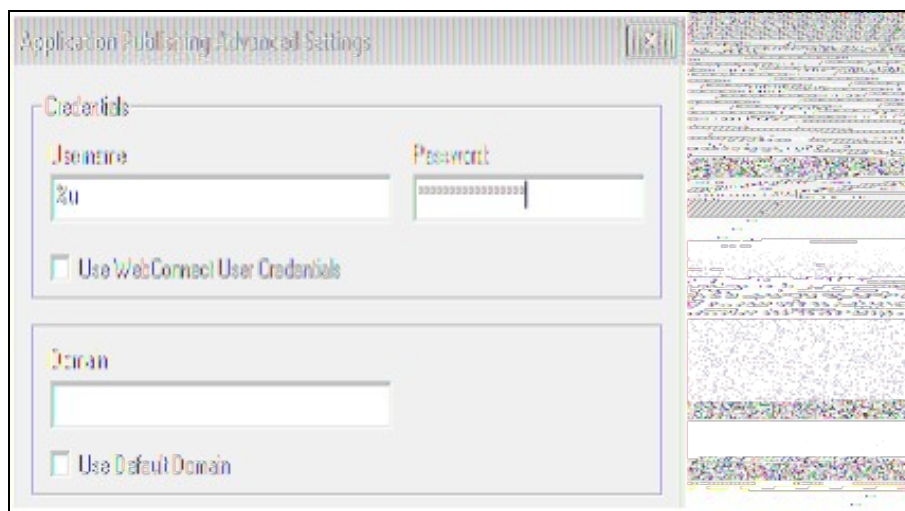 Application Publishing Advanced Settings
Credentials
Username Password:
%u
Use WebConnect User Credentials
Domain
Use Default Domain